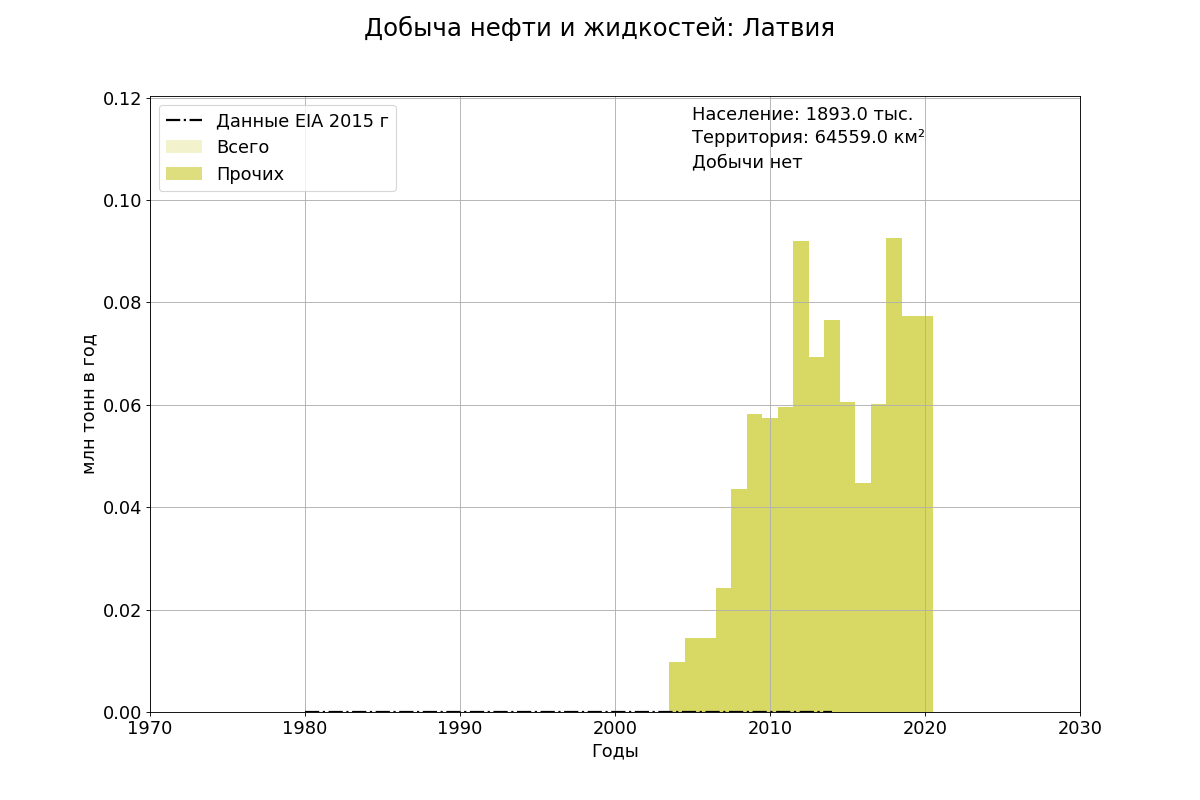 Добыча нефти и жидкостей: Латвия
Данные EIA 2015 г
Всего
Прочих
Население: 1893.0 тыс.
Территория: 64559.0 км²
Добычи нет
млн тонн в год
0.12
0.10
0.08
0.06
0.04
0.02
0.00
1970 1980 1990 2000 2010 2020 2030
Годы